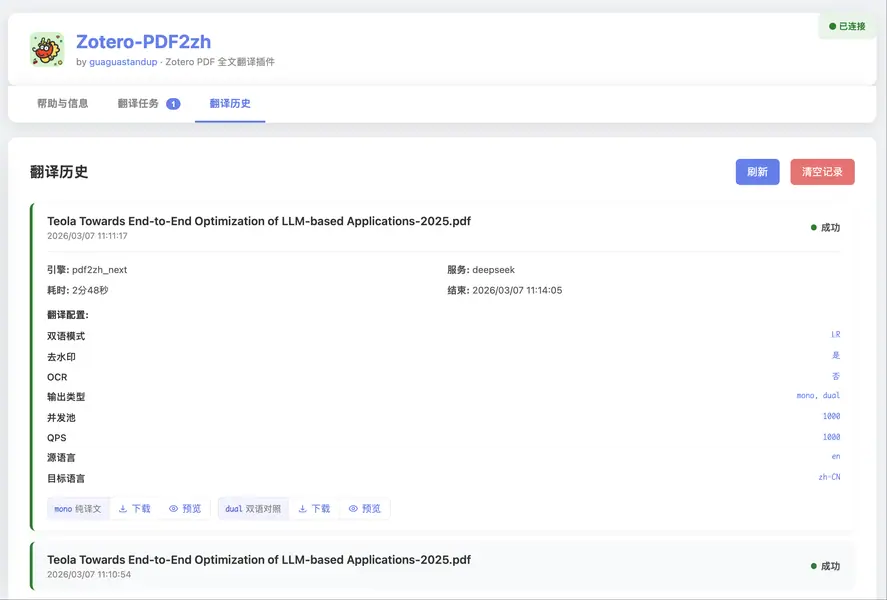 已连接
Zotero-PDF2zh
by guaguastandup · Zotero PDF 全文翻译插件
帮助与信息 翻译任务 1 翻译历史
翻译历史 刷新 清空记录
Teola Towards End-to-End Optimization of LLM-based Applications-2025.pdf
2026/03/07 11:11:17
成功
引擎: pdf2zh_next 服务: deepseek
耗时: 2分48秒 结束: 2026/03/07 11:14:05
翻译配置:
双语模式 LR
去水印 是
OCR 否
输出类型 mono, dual
并发池 1000
QPS 1000
源语言 en
目标语言 zh-CN
mono 纯译文 下载 预览 dual 双语对照 下载 预览
Teola Towards End-to-End Optimization of LLM-based Applications-2025.pdf
2026/03/07 11:10:54
成功